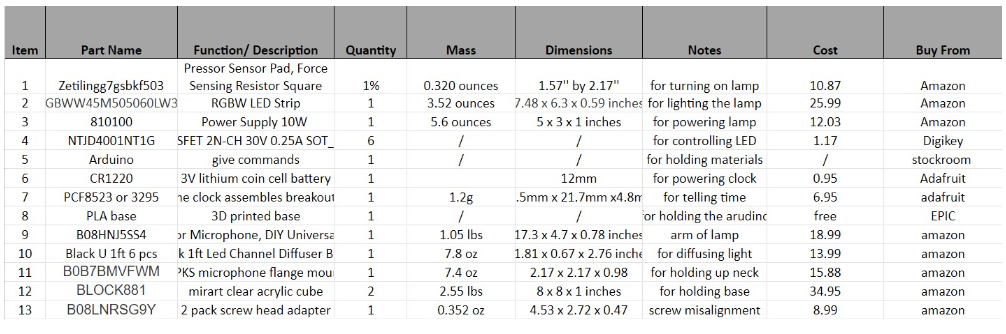 Item Part Name Function/ Description Quantity Mass Dimensions Notes Cost Buy From
1 Zetilingg7gsbkf503 Pressor Sensor Pad, Force Sensing Resistor Square 1% 0.320 ounces 1.57" by 2.17" for turning on lamp 10.87 Amazon
2 GBWW45M505060LW3 RGBW LED Strip 1 3.52 ounces 7.48 x 6.3 x 0.59 inches for lighting the lamp 25.99 Amazon
3 810100 Power Supply 10W 1 5.6 ounces 5 x 3 x 1 inches for powering lamp 12.03 Amazon
4 NTJD4001NT1G SFET 2N-CH 30V 0.25A SOT_ 6 / / for controlling LED 1.17 Digikey
5 Arduino give commands 1 / / for holding materials / stockroom
6 CR1220 3V lithium coin cell battery 1 12mm for powering clock 0.95 Adafruit
7 PCF8523 or 3295 ne clock assembles breakout 1 1.2g .5mm x 21.7mm x4.8m for telling time 6.95 adafruit
8 PLA base 3D printed base 1 / / or holding the arudino free EPIC
9 B08HNJ5SS4 or Microphone, DIY Universa 1 1.05 lbs 17.3 x 4.7 x 0.78 inches arm of lamp 18.99 amazon
10 Black U 1ft 6 pcs k 1ft Led Channel Diffuser B 1 7.8 oz 1.81 x 0.67 x 2.76 inche for diffusing light 13.99 amazon
11 B0B7BMVFWM PKS microphone flange mou 1 7.4 oz 2.17 x 2.17 x 0.98 for holding up neck 15.88 amazon
12 BLOCK881 mirart clear acrylic cube 2 2.55 lbs 8 x 8 x 1 inches for holding base 34.95 amazon
13 B08LNRSG9Y 2 pack screw head adapter 1 0.352 oz 4.53 x 2.72 x 0.47 screw misalignment 8.99 amazon